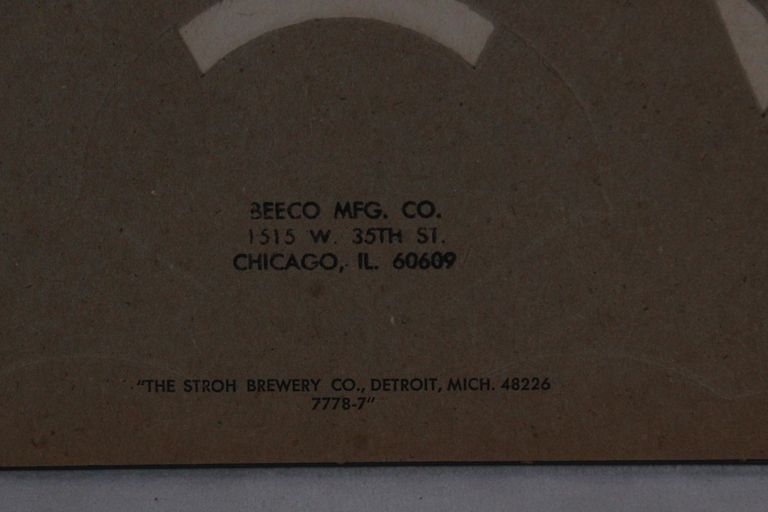 BEECO MFG. CO.
1515 W. 35TH ST.
CHICAGO, IL. 60609
"THE STROH BREWERY CO., DETROIT, MICH. 48226
7778-7"